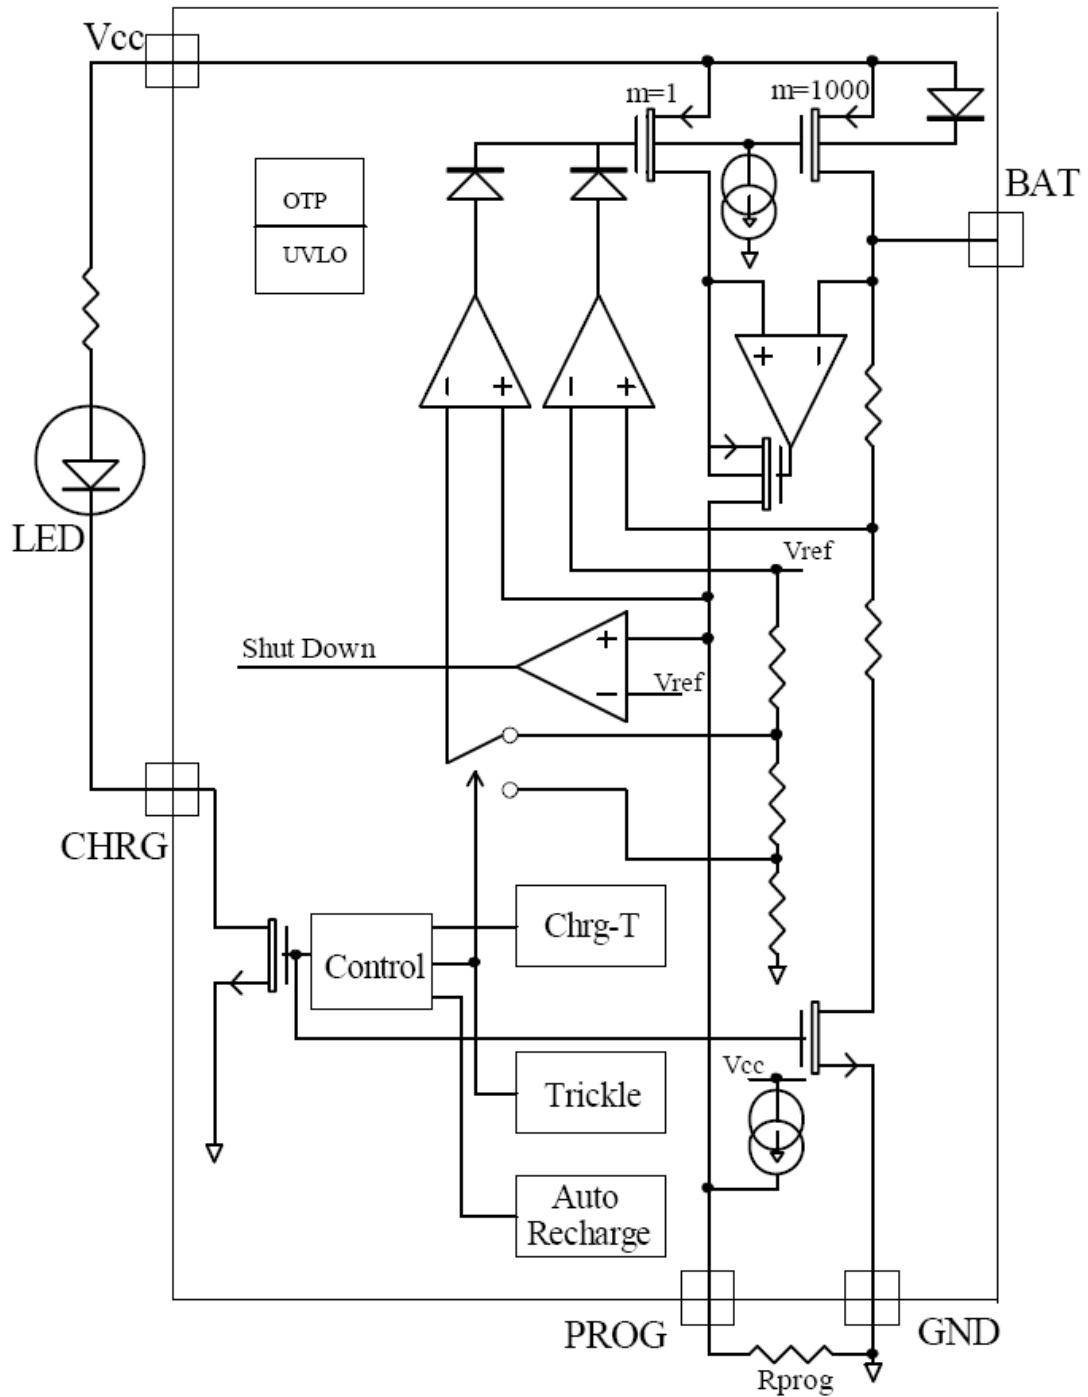 Vcc
m=1
m=1000
BAT
OTP
UVLO
+
+
+
LED
Vref
Shut Down
+
Vref
CHRG
Chrg-T
Control
Vcc
Trickle
Auto
Recharge
PROG
GND
Rprog